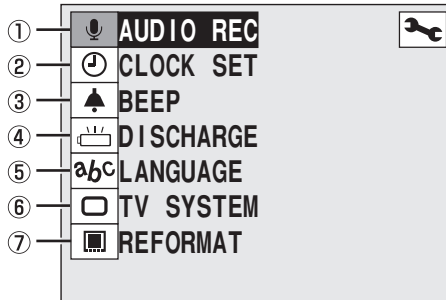 ① AUDIO REC
② CLOCK SET
③ BEEP
④ DISCHARGE
⑤ abc LANGUAGE
⑥ TV SYSTEM
⑦ REFORMAT